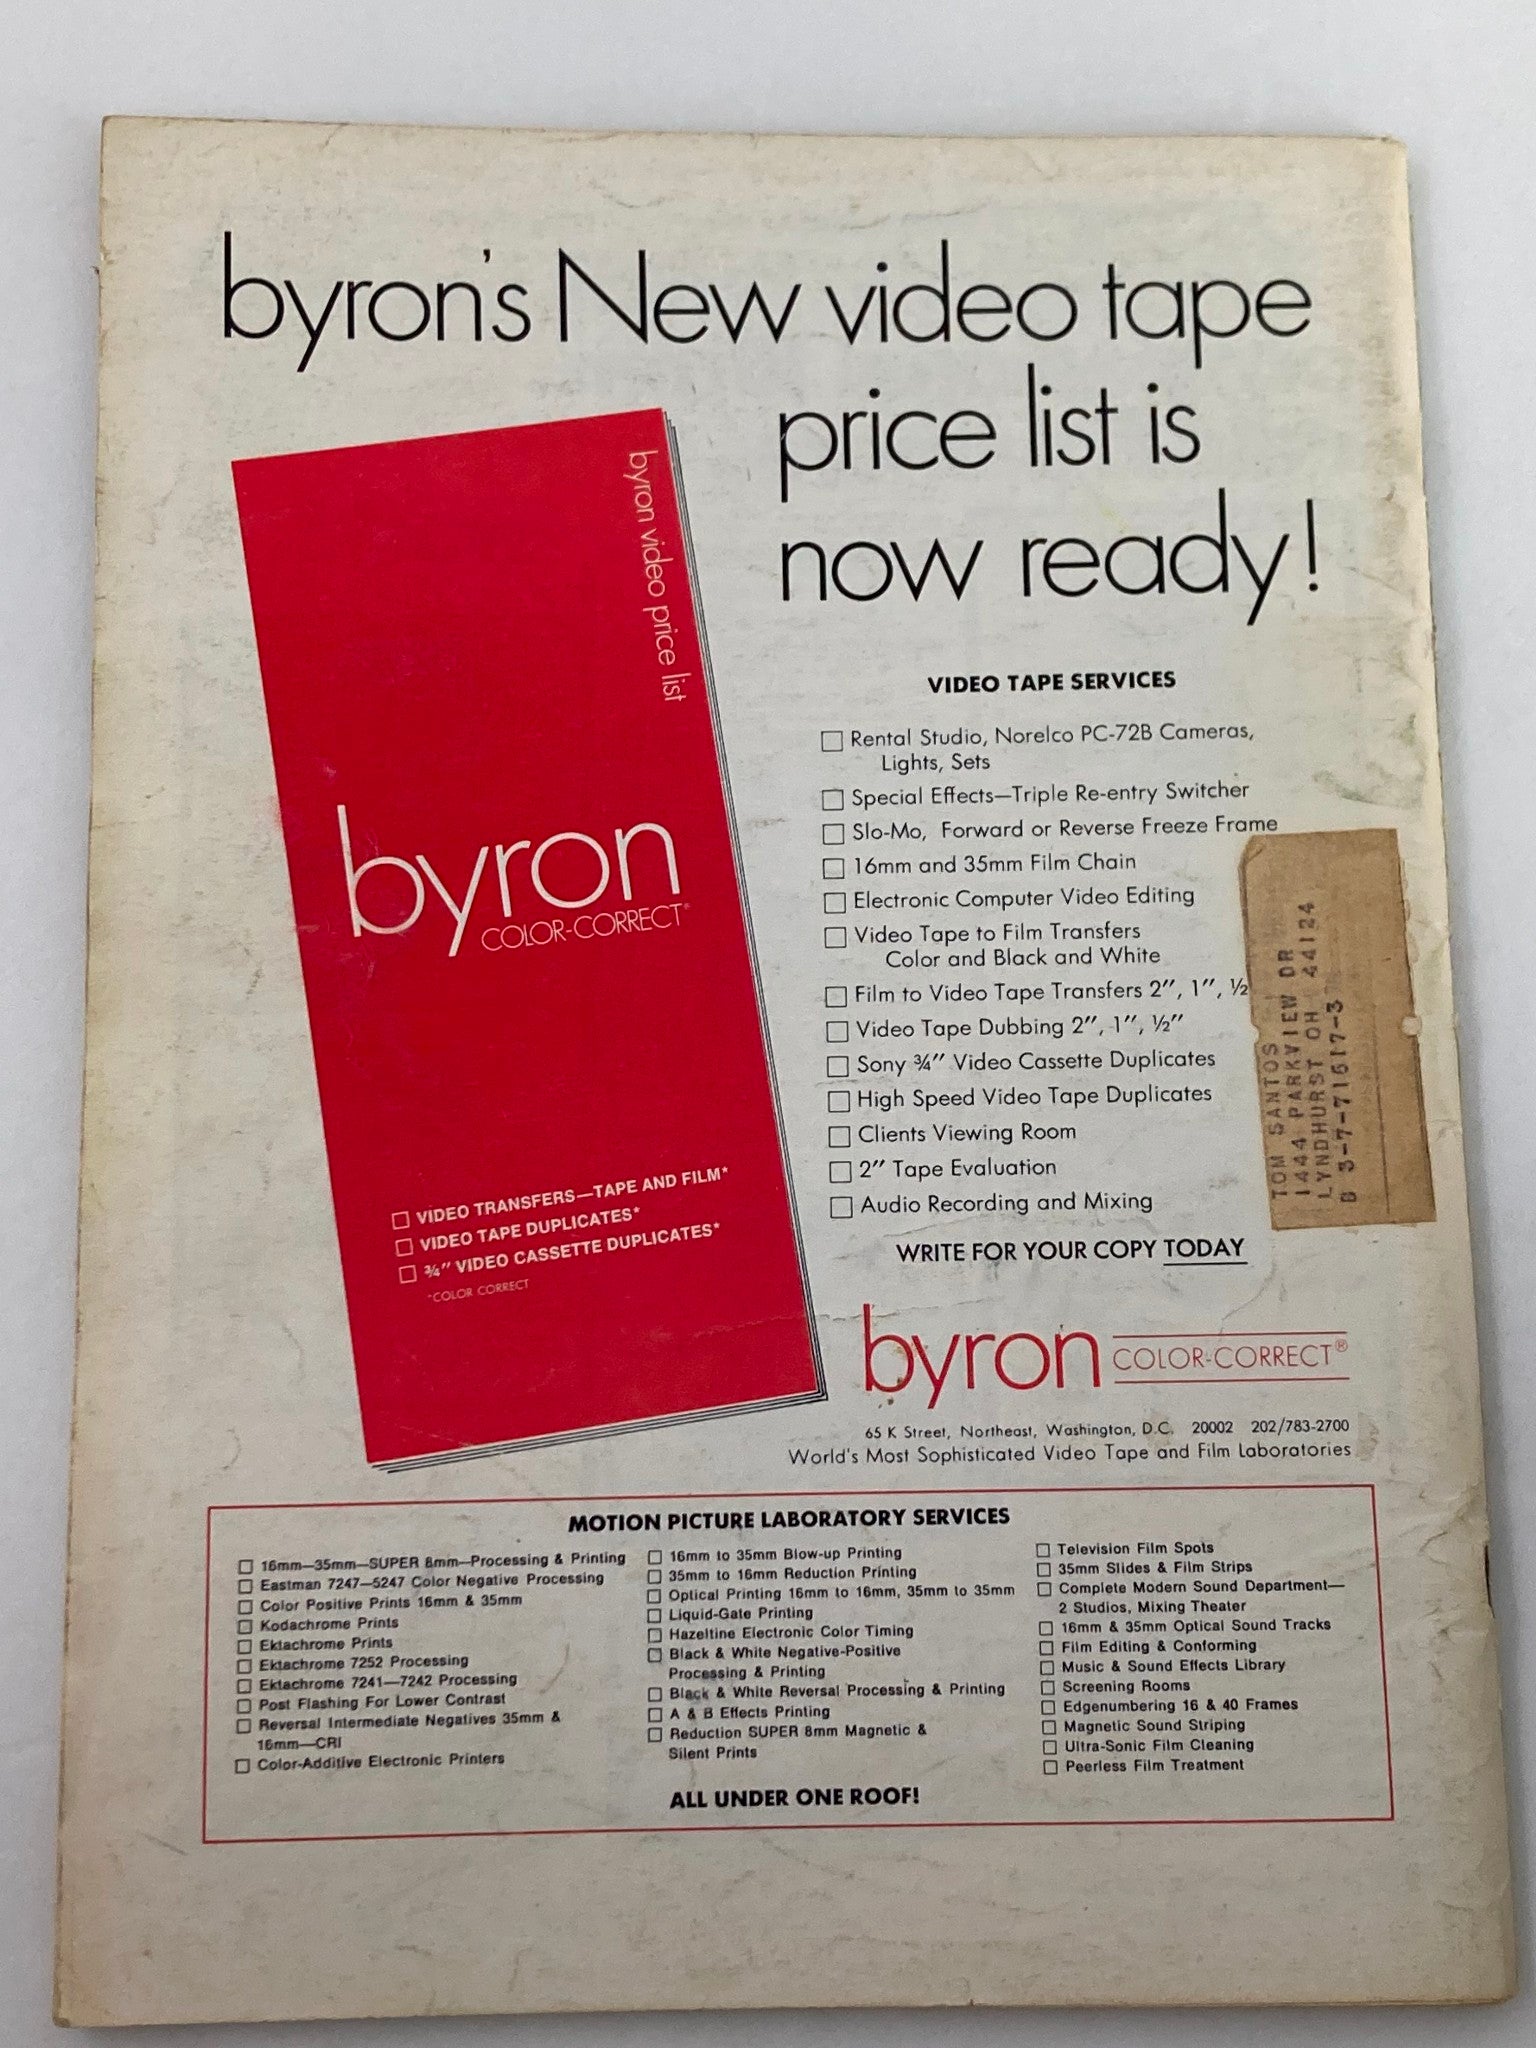 byron's New video tape
price list is
now ready!
byron video price list
byron
COLOR-CORRECT®
☐ VIDEO TRANSFERS—TAPE AND FILM*
☐ VIDEO TAPE DUPLICATES*
☐ ¾" VIDEO CASSETTE DUPLICATES*
*COLOR CORRECT
VIDEO TAPE SERVICES
☐ Rental Studio, Norelco PC-72B Cameras,
Lights, Sets
☐ Special Effects—Triple Re-entry Switcher
☐ Slo-Mo, Forward or Reverse Freeze Frame
☐ 16mm and 35mm Film Chain
☐ Electronic Computer Video Editing
☐ Video Tape to Film Transfers
Color and Black and White
☐ Film to Video Tape Transfers 2", 1", ½
☐ Video Tape Dubbing 2", 1", ½"
☐ Sony ¾" Video Cassette Duplicates
☐ High Speed Video Tape Duplicates
☐ Clients Viewing Room
☐ 2" Tape Evaluation
☐ Audio Recording and Mixing
TOM SANTOS
1444 PARKVIEW DR
LYNDHURST OH 44124
B 3-7-71617-3
WRITE FOR YOUR COPY TODAY
byron COLOR-CORRECT®
65 K Street, Northeast, Washington, D.C. 20002 202/783-2700
World's Most Sophisticated Video Tape and Film Laboratories
MOTION PICTURE LABORATORY SERVICES
☐ 16mm—35mm—SUPER 8mm—Processing & Printing
☐ Eastman 7247—5247 Color Negative Processing
☐ Color Positive Prints 16mm & 35mm
☐ Kodachrome Prints
☐ Ektachrome Prints
☐ Ektachrome 7252 Processing
☐ Ektachrome 7241—7242 Processing
☐ Post Flashing For Lower Contrast
☐ Reversal Intermediate Negatives 35mm &
16mm—CRI
☐ Color-Additive Electronic Printers
☐ 16mm to 35mm Blow-up Printing
☐ 35mm to 16mm Reduction Printing
☐ Optical Printing 16mm to 16mm, 35mm to 35mm
☐ Liquid-Gate Printing
☐ Hazeltine Electronic Color Timing
☐ Black & White Negative-Positive
Processing & Printing
☐ Black & White Reversal Processing & Printing
☐ A & B Effects Printing
☐ Reduction SUPER 8mm Magnetic &
Silent Prints
☐ Television Film Spots
☐ 35mm Slides & Film Strips
☐ Complete Modern Sound Department—
2 Studios, Mixing Theater
☐ 16mm & 35mm Optical Sound Tracks
☐ Film Editing & Conforming
☐ Music & Sound Effects Library
☐ Screening Rooms
☐ Edgenumbering 16 & 40 Frames
☐ Magnetic Sound Striping
☐ Ultra-Sonic Film Cleaning
☐ Peerless Film Treatment
ALL UNDER ONE ROOF!